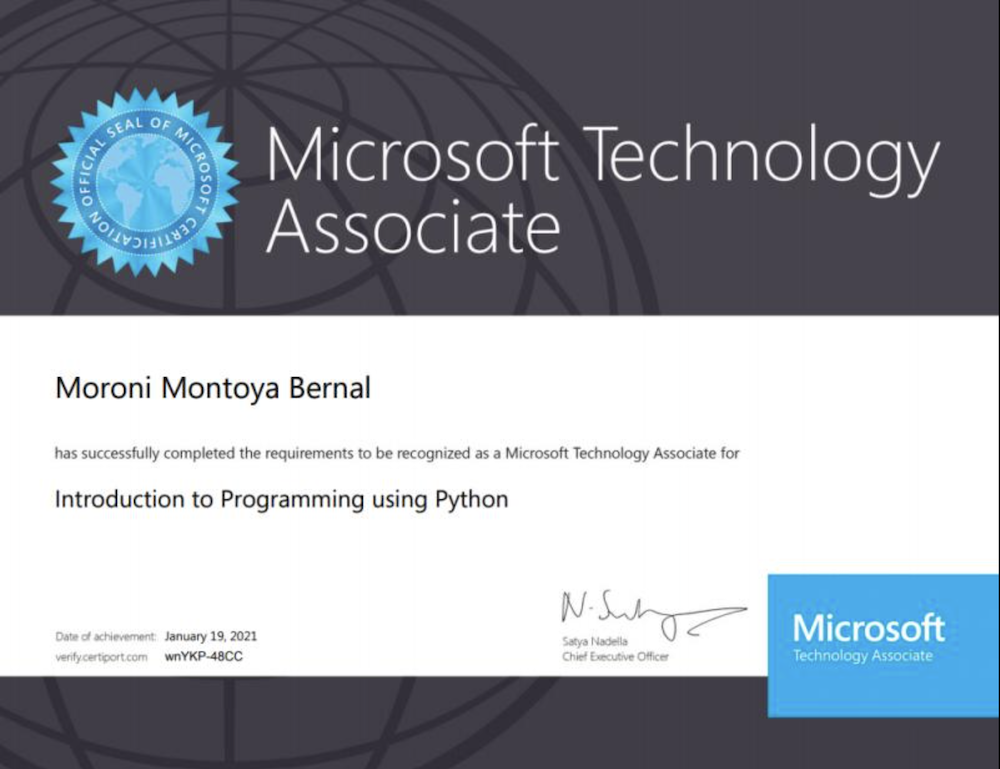 OFFICIAL SEAL OF MICROSOFT CERTIFICATION
Microsoft Technology
Associate
Moroni Montoya Bernal
has successfully completed the requirements to be recognized as a Microsoft Technology Associate for
Introduction to Programming using Python
Date of achievement: January 19, 2021
verify.certiport.com wnYKP-48CC
N. Satya
Satya Nadella
Chief Executive Officer
Microsoft
Technology Associate